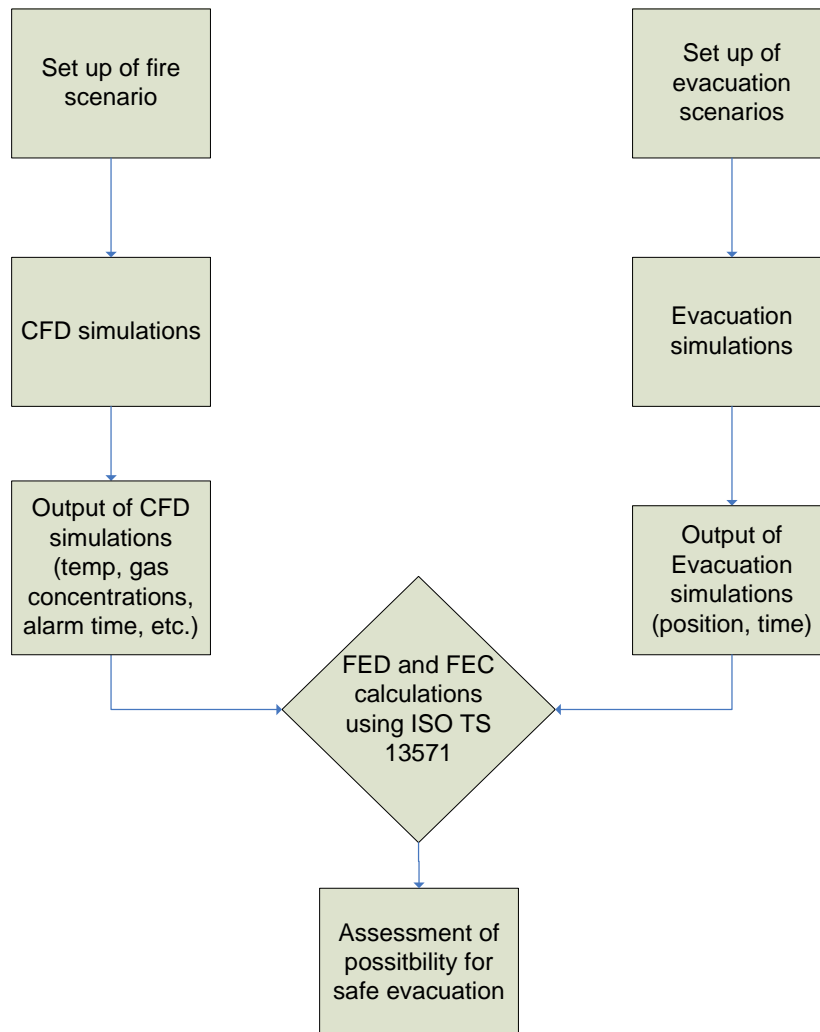 Set up of fire
scenario
Set up of
evacuation
scenarios
CFD simulations
Evacuation
simulations
Output of CFD
simulations
(temp, gas
concentrations,
alarm time, etc.)
Output of
Evacuation
simulations
(position, time)
FED and FEC
calculations
using ISO TS
13571
Assessment of
possitbility for
safe evacuation